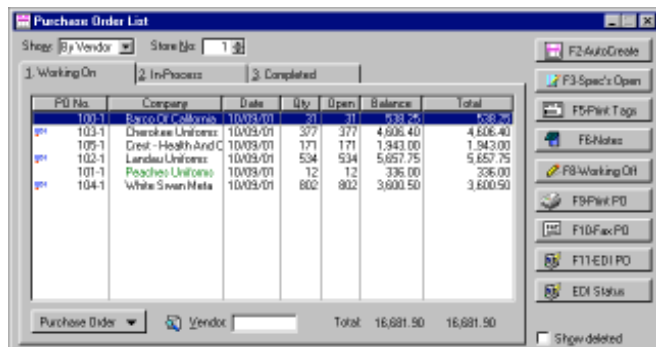 Purchase Order List
Show: By Vendor Store No: 1
1. Working On 2. In-Process 3. Completed
PO No. Company Date Qty Open Balance Total
100-1 Barco Of California 10/09/01 31 31 538.25 538.25
103-1 Cherokee Uniforms 10/09/01 377 377 4,606.40 4,606.40
105-1 Crest - Health And C 10/09/01 171 171 1,943.00 1,943.00
102-1 Landau Uniforms 10/09/01 534 534 5,657.75 5,657.75
101-1 Peaches Uniforms 10/09/01 12 12 336.00 336.00
104-1 White Swan Meta 10/09/01 802 802 3,600.50 3,600.50
Purchase Order Vendor: Total: 16,681.90 16,681.90
F2-AutoCreate
F3-Spec's Open
F5-Print Tags
F6-Notes
F8-Working Off
F9-Print PO
F10-Fax PO
F11-EDI PO
EDI Status
Show deleted